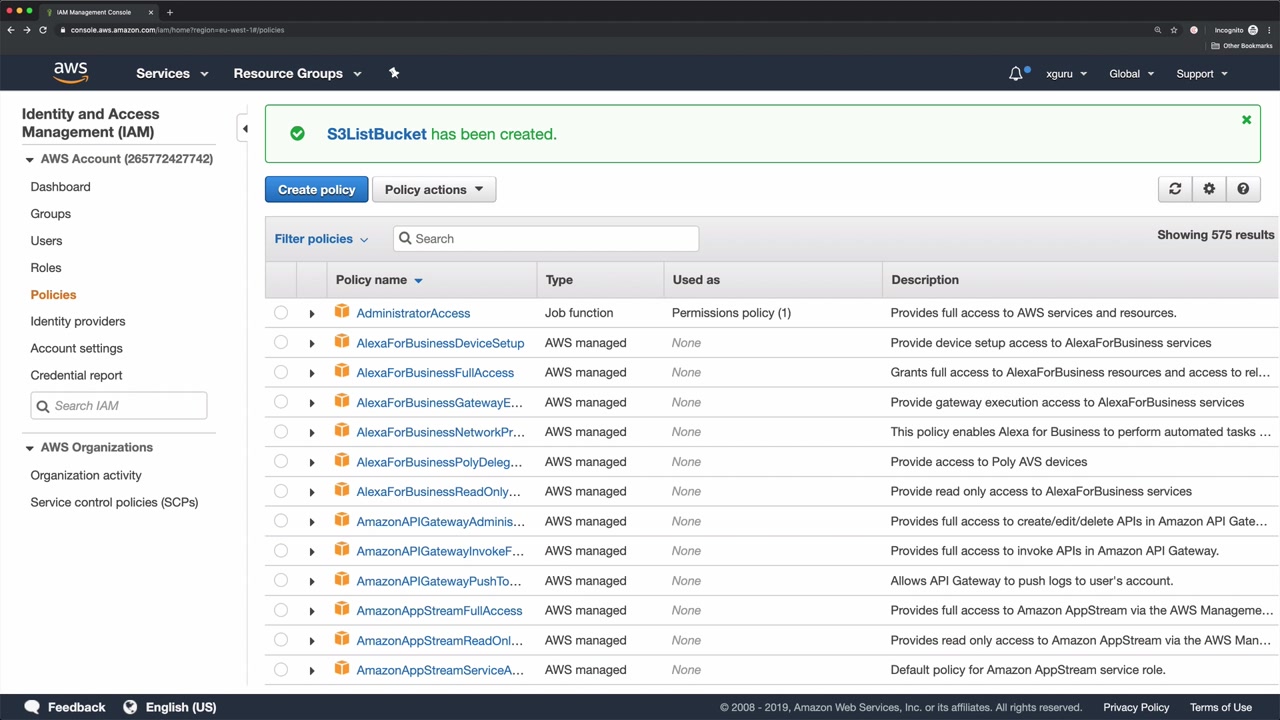 IAM Management Console
console.aws.amazon.com/iam/home?region=eu-west-1#/policies
Incognito
Other Bookmarks
aws
Services
Resource Groups
xguru
Global
Support
Identity and Access
Management (IAM)
AWS Account (265772427742)
Dashboard
Groups
Users
Roles
Policies
Identity providers
Account settings
Credential report
Search IAM
AWS Organizations
Organization activity
Service control policies (SCPs)
S3ListBucket has been created.
Create policy Policy actions
Filter policies Search Showing 575 results
Policy name Type Used as Description
AdministratorAccess Job function Permissions policy (1) Provides full access to AWS services and resources.
AlexaForBusinessDeviceSetup AWS managed None Provide device setup access to AlexaForBusiness services
AlexaForBusinessFullAccess AWS managed None Grants full access to AlexaForBusiness resources and access to rel…
AlexaForBusinessGatewayE… AWS managed None Provide gateway execution access to AlexaForBusiness services
AlexaForBusinessNetworkPr… AWS managed None This policy enables Alexa for Business to perform automated tasks …
AlexaForBusinessPolyDeleg… AWS managed None Provide access to Poly AVS devices
AlexaForBusinessReadOnly… AWS managed None Provide read only access to AlexaForBusiness services
AmazonAPIGatewayAdminis… AWS managed None Provides full access to create/edit/delete APIs in Amazon API Gate…
AmazonAPIGatewayInvokeF… AWS managed None Provides full access to invoke APIs in Amazon API Gateway.
AmazonAPIGatewayPushTo… AWS managed None Allows API Gateway to push logs to user's account.
AmazonAppStreamFullAccess AWS managed None Provides full access to Amazon AppStream via the AWS Manageme…
AmazonAppStreamReadOnl… AWS managed None Provides read only access to Amazon AppStream via the AWS Man…
AmazonAppStreamServiceA… AWS managed None Default policy for Amazon AppStream service role.
Feedback English (US) © 2008 - 2019, Amazon Web Services, Inc. or its affiliates. All rights reserved. Privacy Policy Terms of Use